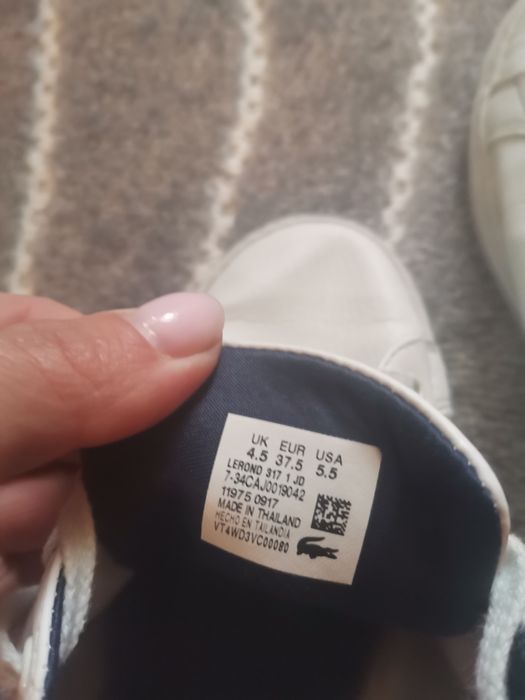 UK EUR USA
4.5 37.5 5.5
LEROND 317 1 JD
7-34CAJ0019042
11975 0917
MADE IN THAILAND
HECHO EN TAILANDIA
VT4WD3VC00080